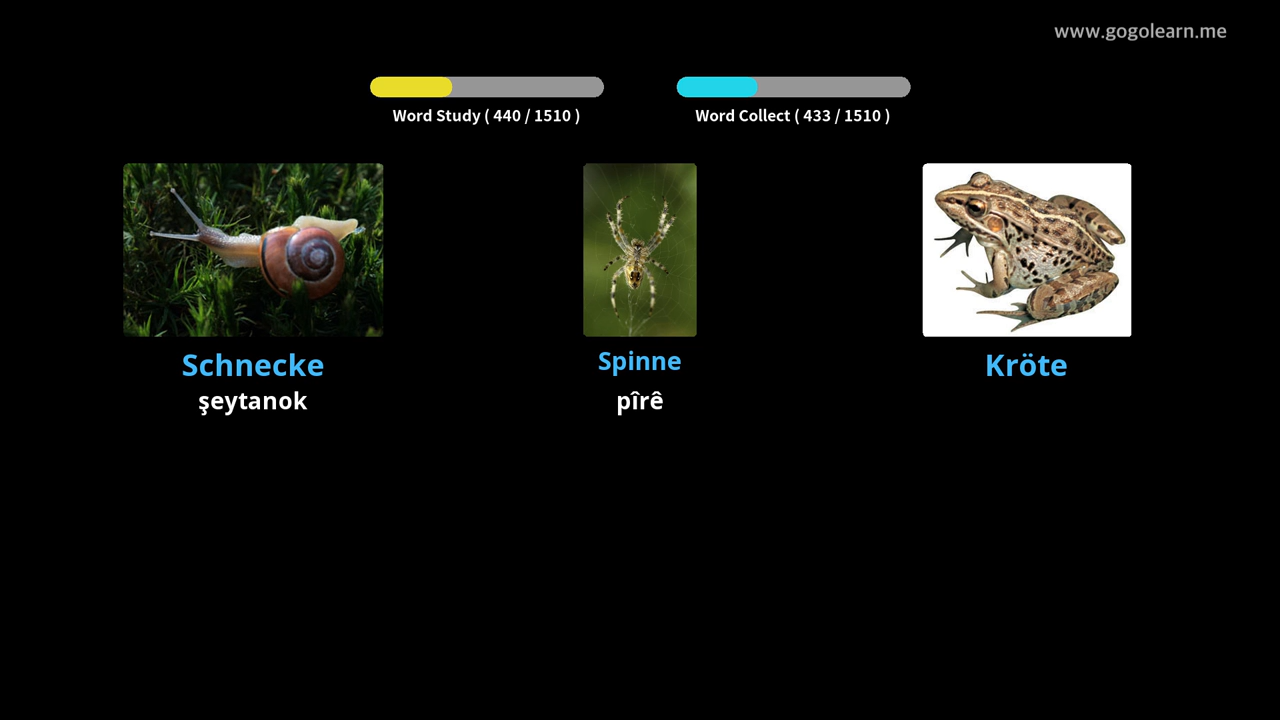 www.gogolearn.me
Word Study ( 440 / 1510 )
Word Collect ( 433 / 1510 )
Schnecke
şeytanok
Spinne
pîrê
Kröte